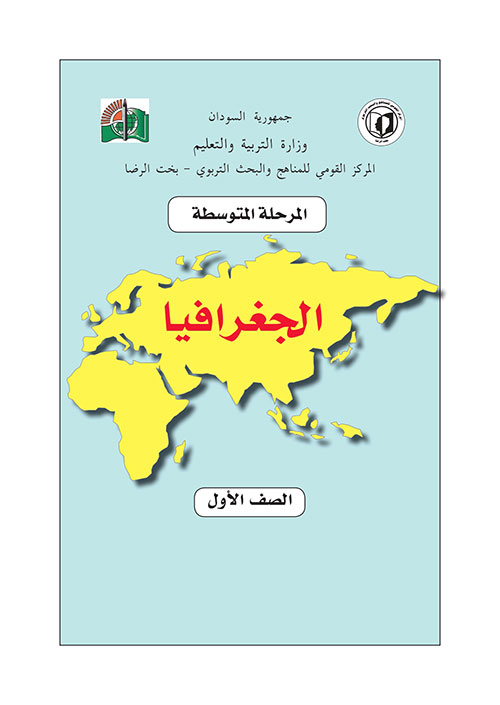 جمهورية السودان
وزارة التربية والتعليم
المركز القومي للمناهج والبحث التربوي - بخت الرضا
المرحلة المتوسطة
الجغرافيا
الصف الأول